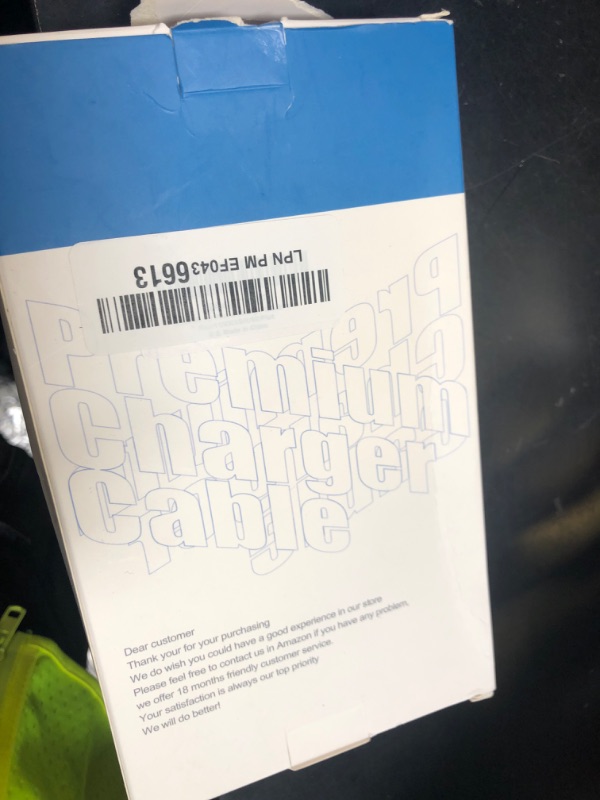 LPN PM EF0436613
Premium
Charger
Cable
Dear customer
Thank your for your purchasing
We do wish you could have a good experience in our store
Please feel free to contact us in Amazon if you have any problem,
we offer 18 months friendly customer service.
Your satisfaction is always our top priority
We will do better!